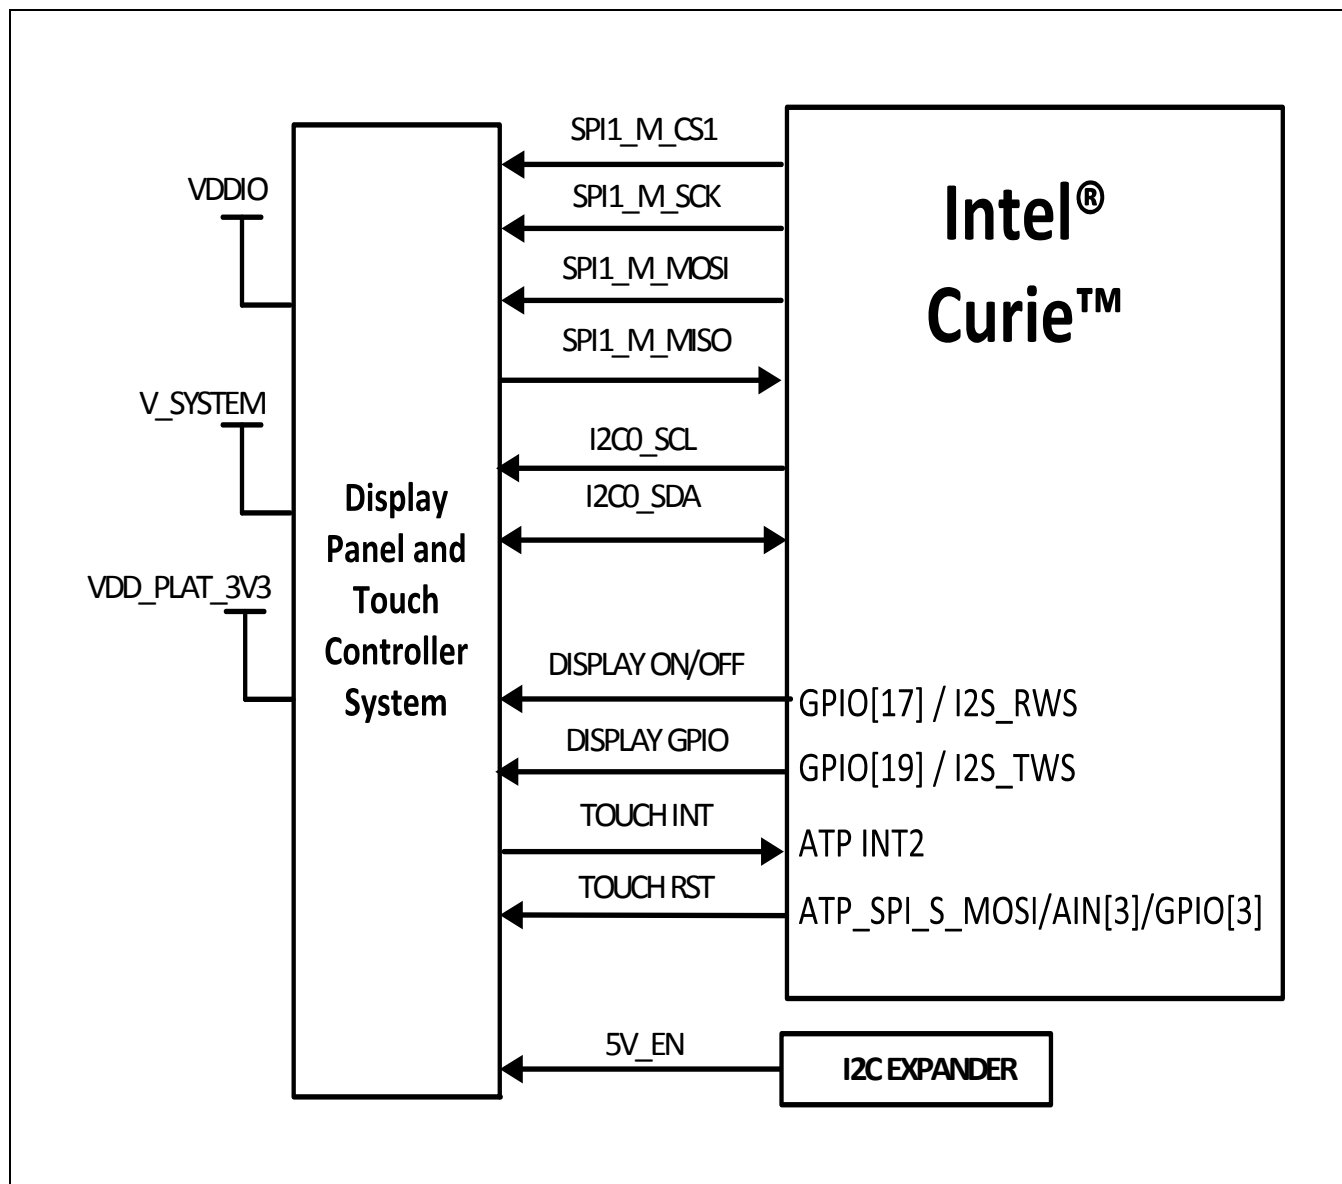 SPI1_M_CS1
SPI1_M_SCK
SPI1_M_MOSI
SPI1_M_MISO
I2C0_SCL
I2C0_SDA
DISPLAY ON/OFF
DISPLAY GPIO
TOUCH INT
TOUCH RST
5V_EN
VDDIO
V_SYSTEM
VDD_PLAT_3V3
Display
Panel and
Touch
Controller
System
Intel®
Curie™
GPIO[17] / I2S_RWS
GPIO[19] / I2S_TWS
ATP INT2
ATP_SPI_S_MOSI/AIN[3]/GPIO[3]
I2C EXPANDER